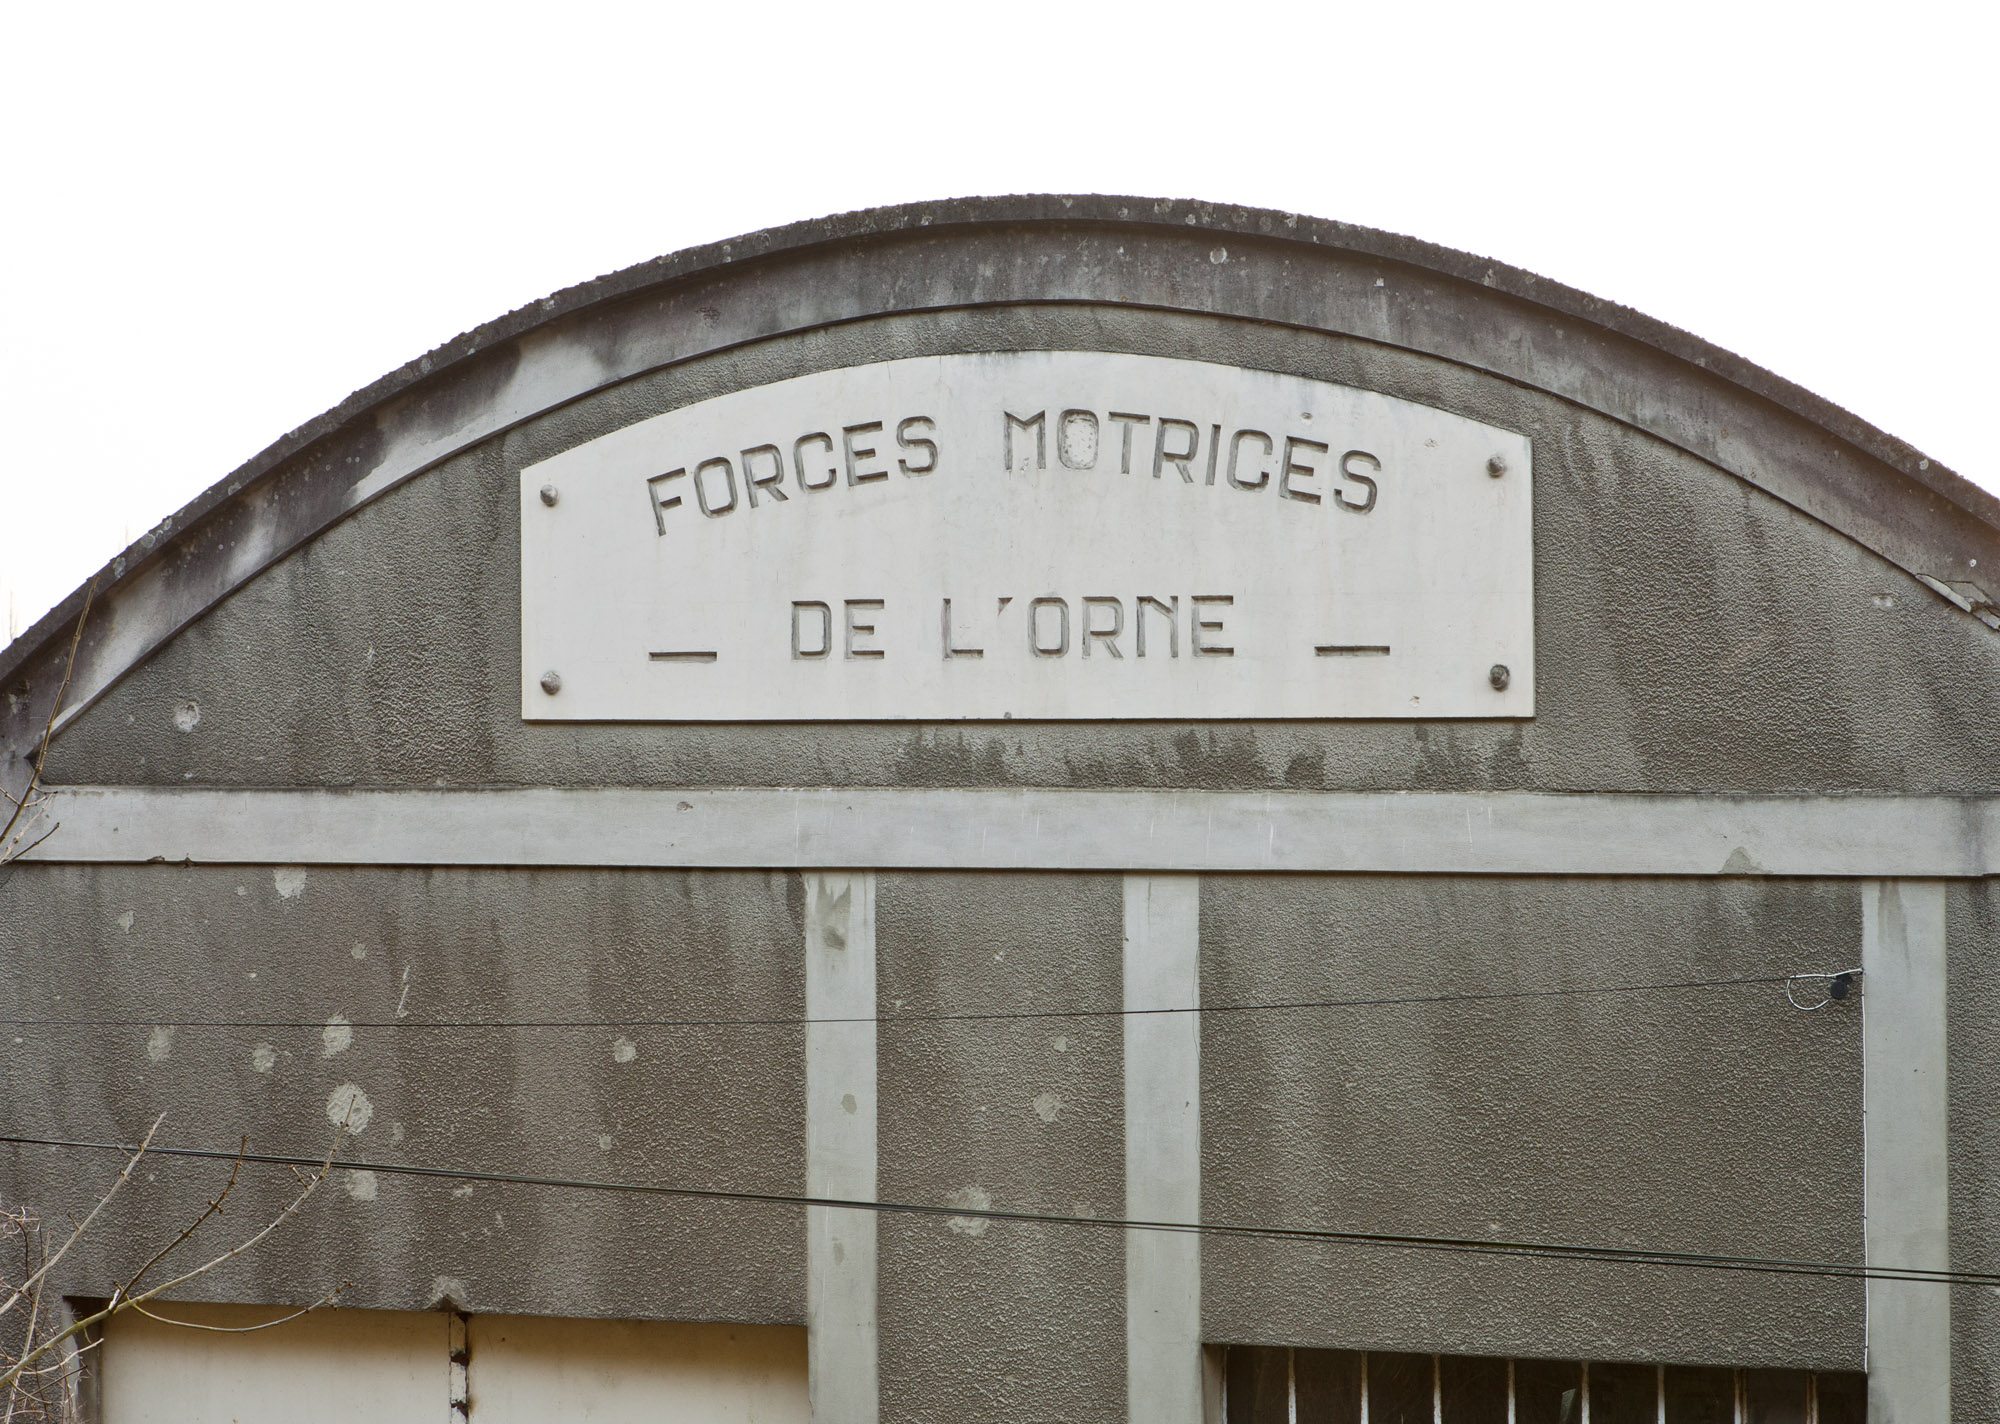 FORCES MOTRICES
— DE L'ORNE —